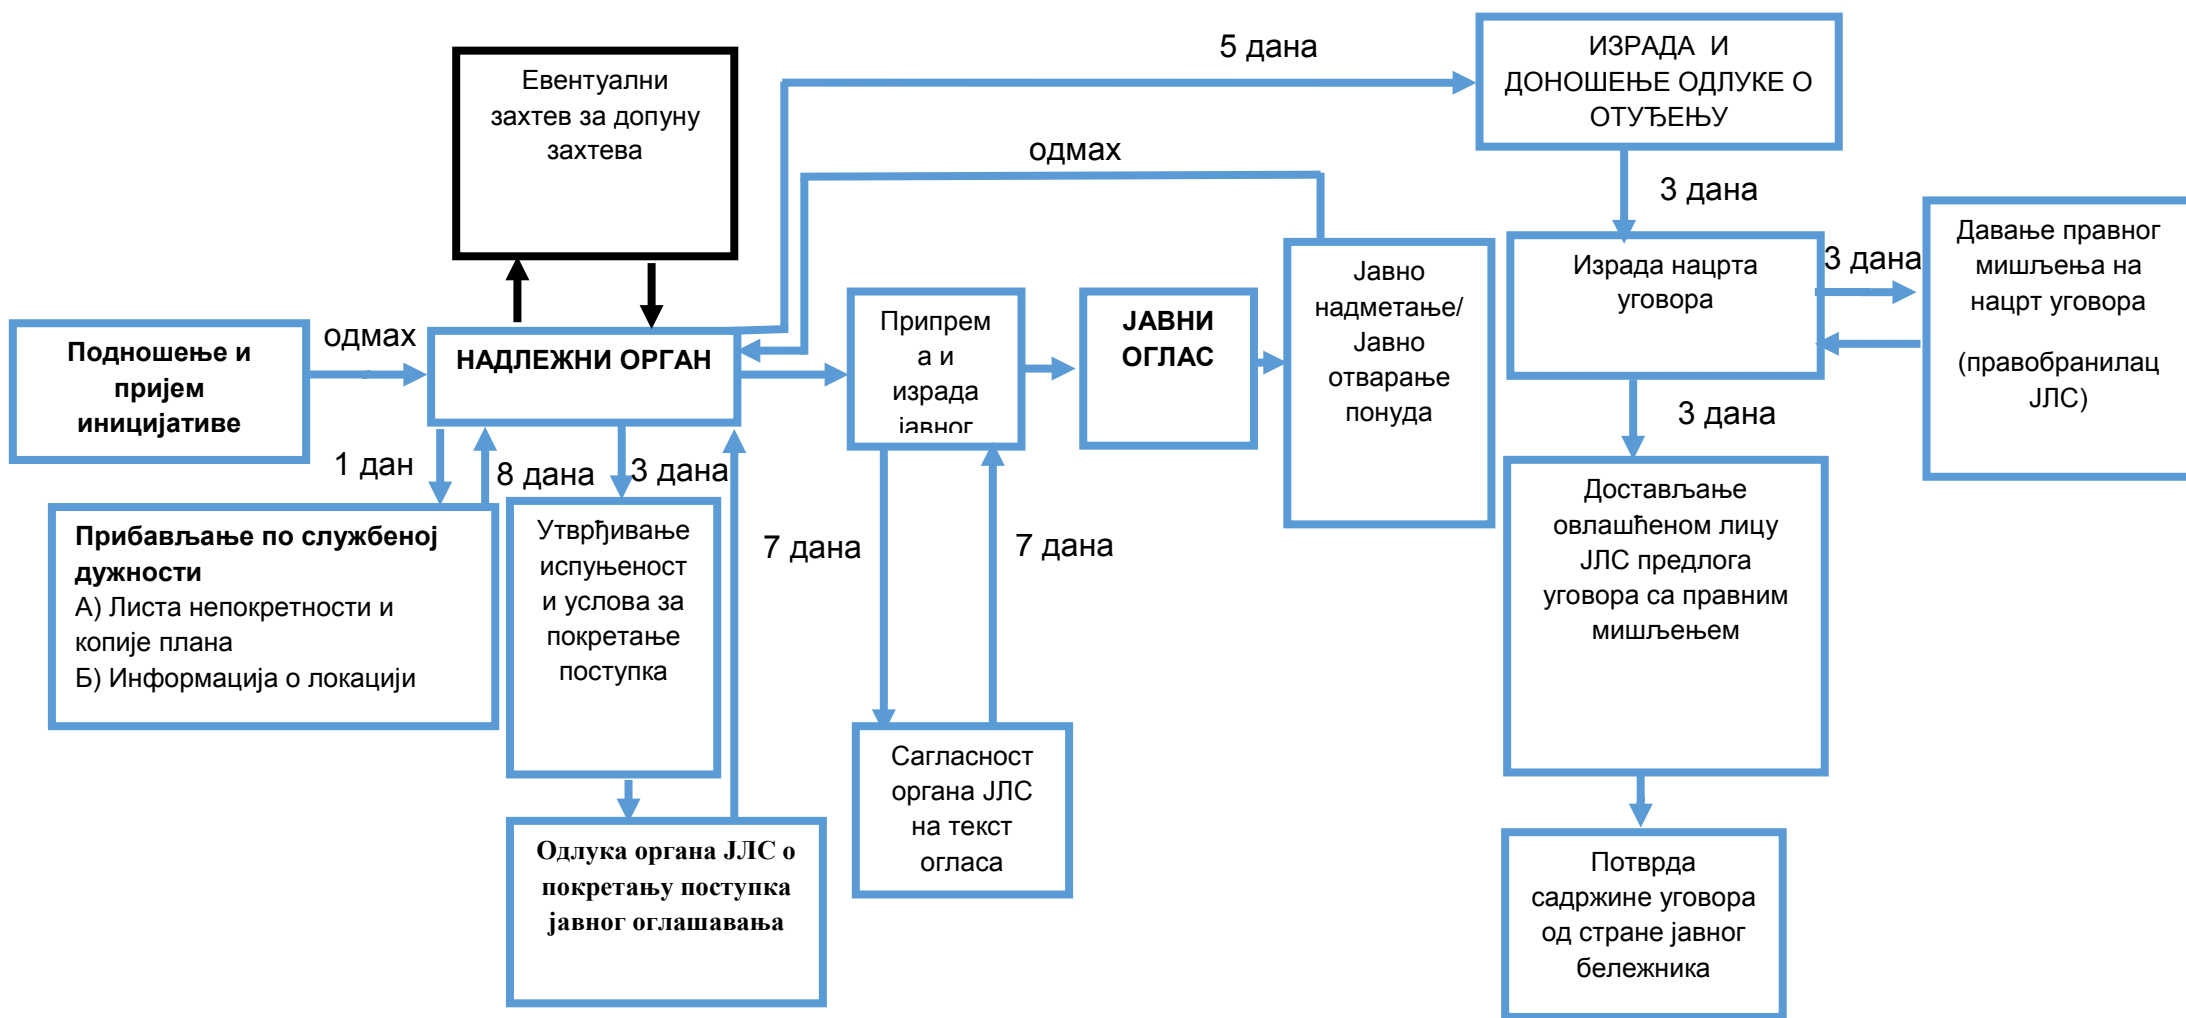 Евентуални
захтев за допуну
захтева
5 дана
ИЗРАДА И
ДОНОШЕЊЕ ОДЛУКЕ О
ОТУЂЕЊУ
одмах
3 дана
Подношење и
пријем
иницијативе
одмах
НАДЛЕЖНИ ОРГАН
Припрем
а и
израда
јавног
ЈАВНИ
ОГЛАС
Јавно
надметање/
Јавно
отварање
понуда
Израда нацрта
уговора
3 дана
Давање правног
мишљења на
нацрт уговора
(правобранилац
ЈЛС)
1 дан
8 дана
3 дана
7 дана
7 дана
3 дана
Прибављање по службеној
дужности
А) Листа непокретности и
копије плана
Б) Информација о локацији
Утврђивање
испуњеност
и услова за
покретање
поступка
Достављање
овлашћеном лицу
ЈЛС предлога
уговора са правним
мишљењем
Одлука органа ЈЛС о
покретању поступка
јавног оглашавања
Сагласност
органа ЈЛС
на текст
огласа
Потврда
садржине уговора
од стране јавног
бележника